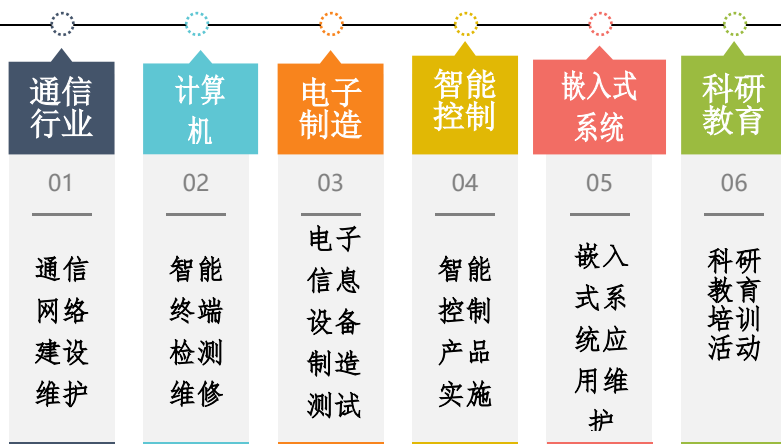 通信
行业
01
通信
网络
建设
维护
计算
机
02
智能
终端
检测
维修
电子
制造
03
电子
信息
设备
制造
测试
智能
控制
04
智能
控制
产品
实施
嵌入式
系统
05
嵌入
式系
统应
用维
护
科研
教育
06
科研
教育
培训
活动